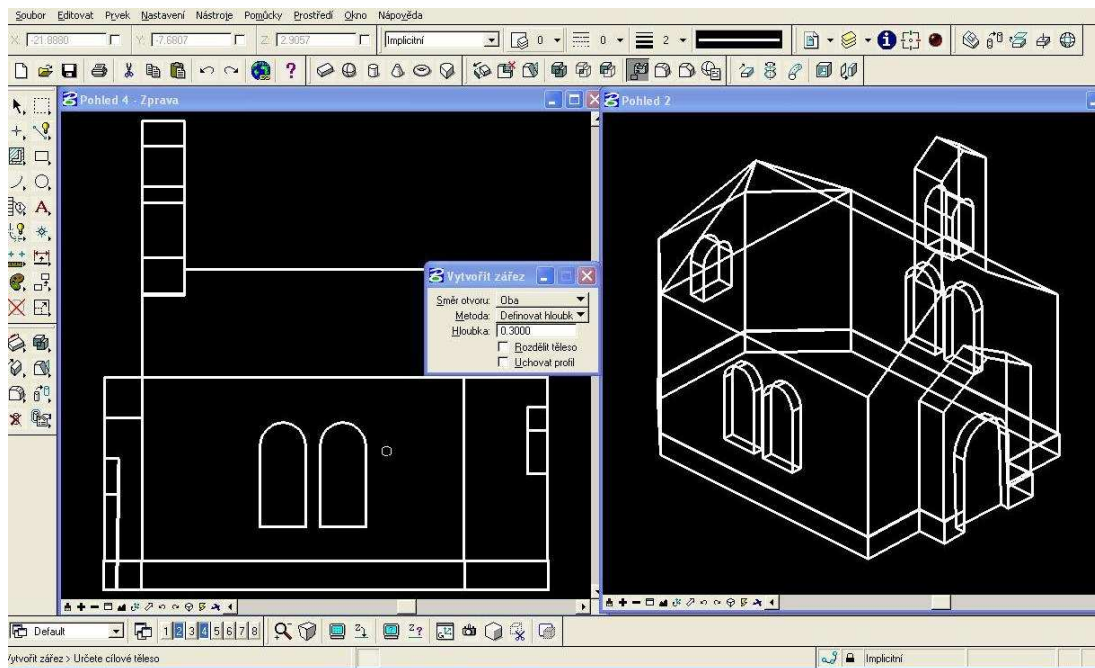 Soubor Editovat Prvek Nastavení Nástroje Pomůcky Prostředí Okno Nápověda
X: -21.8880 Y: -7.6807 Z: 2.9057 Implicitní 0 0 2
Pohled 4 - Zprava
Pohled 2
Vytvořit zářez
Směr otvoru: Oba
Metoda: Definovat hloubk
Hloubka: 0.3000
Rozdělit těleso
Uchovat profil
Default 1 2 3 4 5 6 7 8
Vytvořit zářez > Určete cílové těleso Implicitní